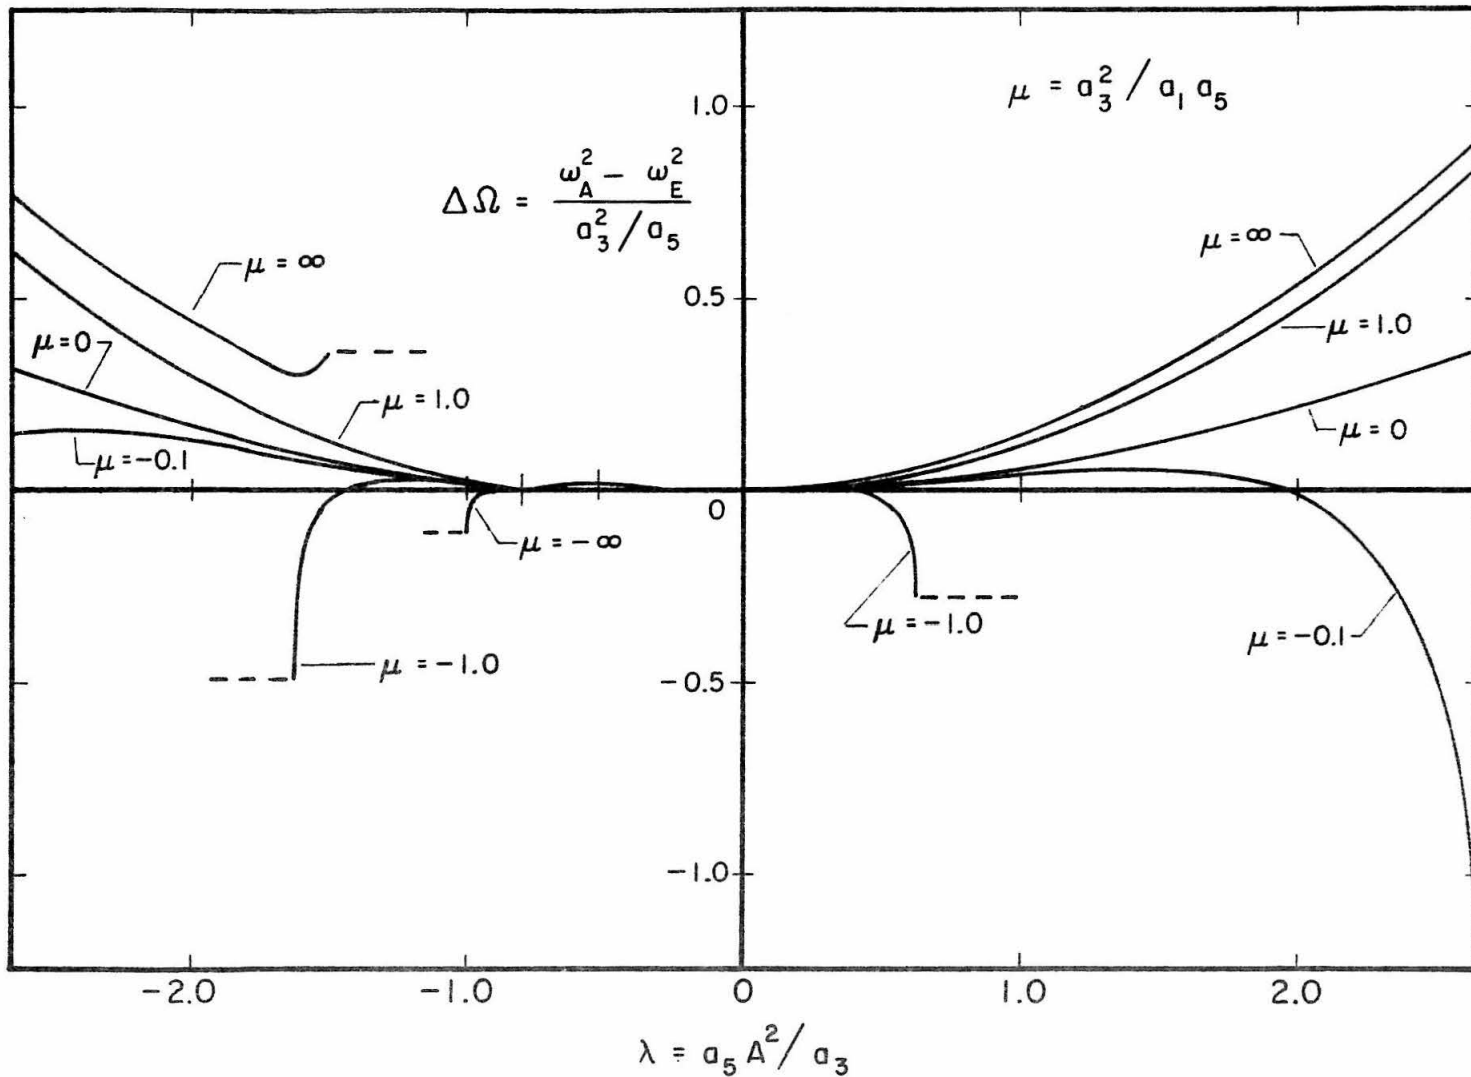 1.0
μ = a₃² / a₁ a₅
ΔΩ = (ω_A² − ω_E²) / (a₃²/a₅)
μ = ∞
μ = ∞
0.5
μ = 1.0
μ = 0
μ = 1.0
μ = 0
μ = −0.1
0
μ = − ∞
μ = −1.0
μ = −0.1
μ = −1.0
−0.5
−1.0
−2.0 −1.0 0 1.0 2.0
λ = a₅ A² / a₃